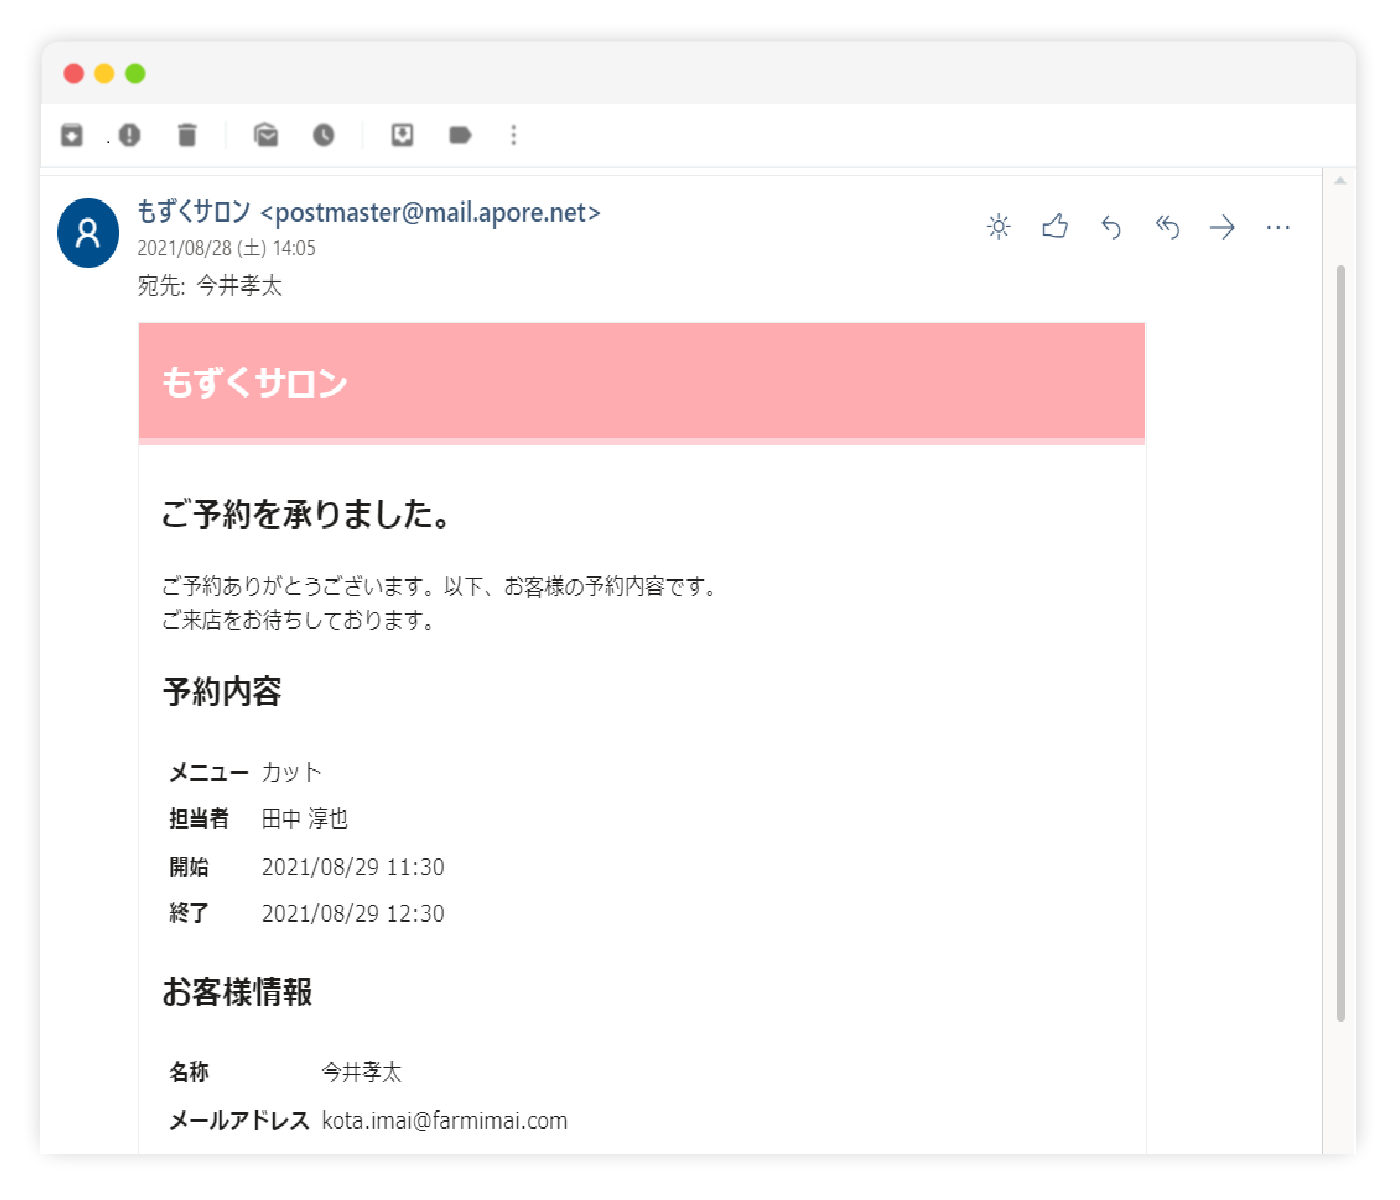 もずくサロン <postmaster@mail.apore.net>
2021/08/28 (土) 14:05
宛先: 今井孝太
もずくサロン
ご予約を承りました。
ご予約ありがとうございます。以下、お客様の予約内容です。
ご来店をお待ちしております。
予約内容
メニュー カット
担当者 田中 淳也
開始 2021/08/29 11:30
終了 2021/08/29 12:30
お客様情報
名称 今井孝太
メールアドレス kota.imai@farmimai.com